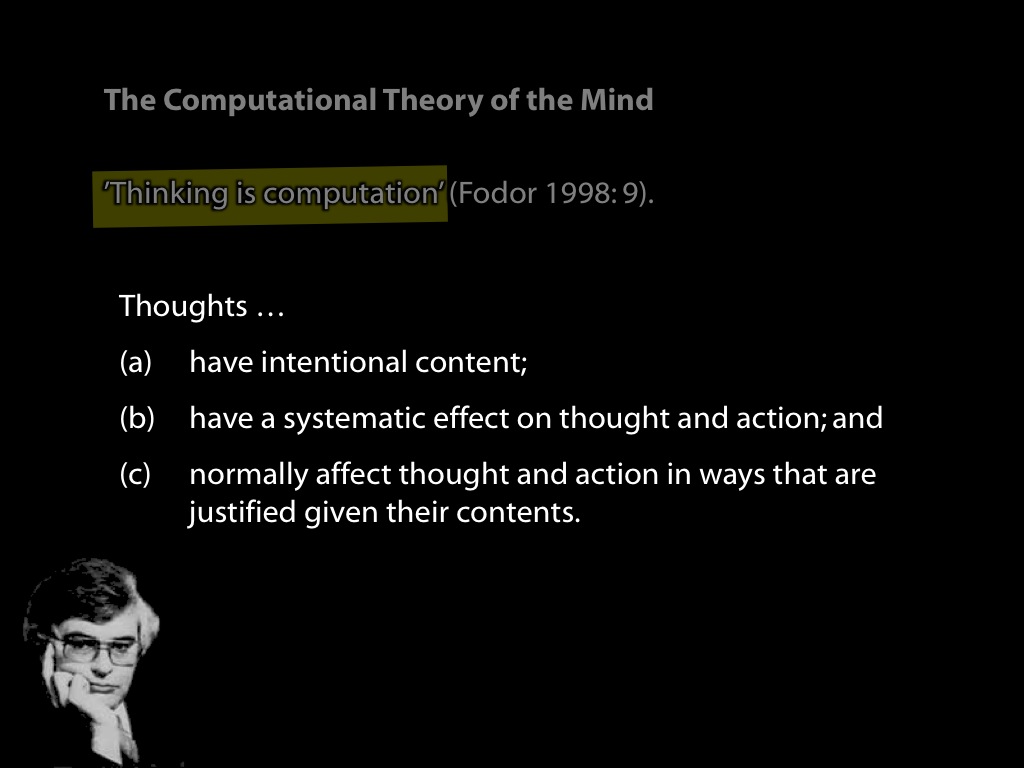 The Computational Theory of the Mind
’Thinking is computation’ (Fodor 1998: 9).
Thoughts …
(a) have intentional content;
(b) have a systematic effect on thought and action; and
(c) normally affect thought and action in ways that are
justified given their contents.